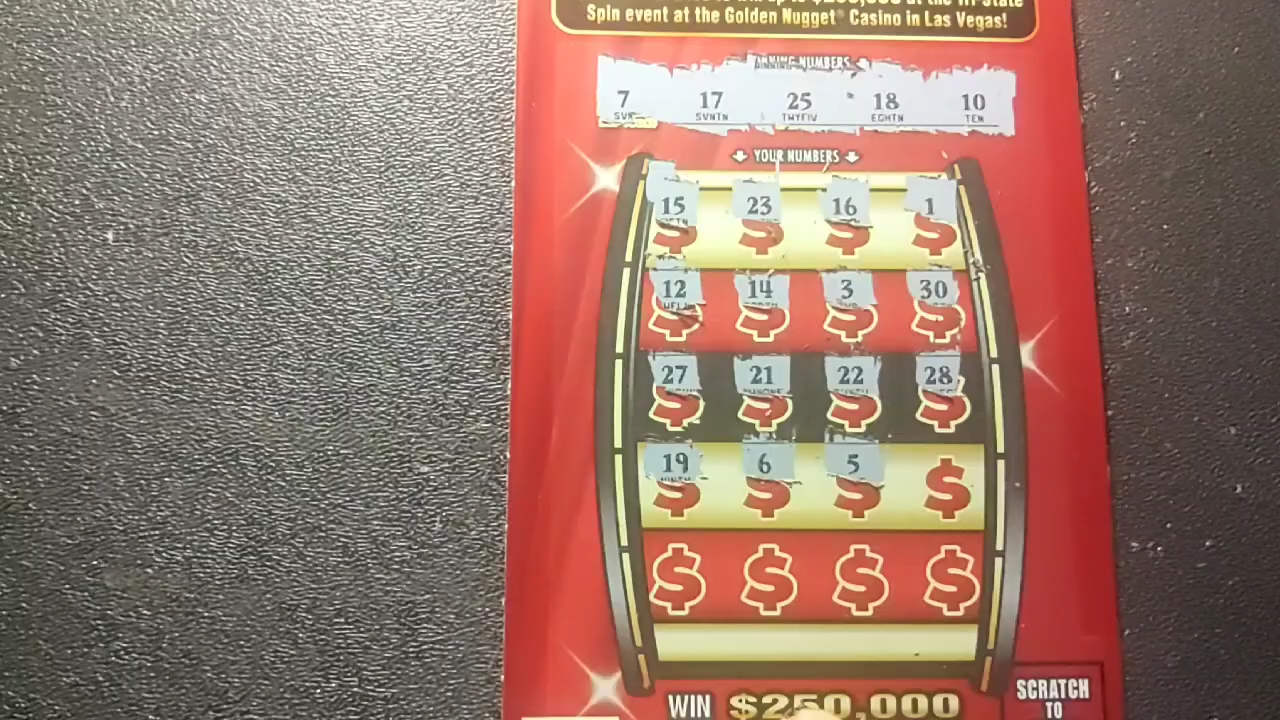 Spin event at the Golden Nugget® Casino in Las Vegas!
WINNING NUMBERS
7 17 25 18 10
SVNTN TWYFIV EGHTN TEN
YOUR NUMBERS
15 23 16 1
$ $ $ $
12 14 3 30
$ $ $ $
27 21 22 28
$ $ $ $
19 6 5 $
$ $ $
$ $ $ $
WIN $250,000
SCRATCH
TO